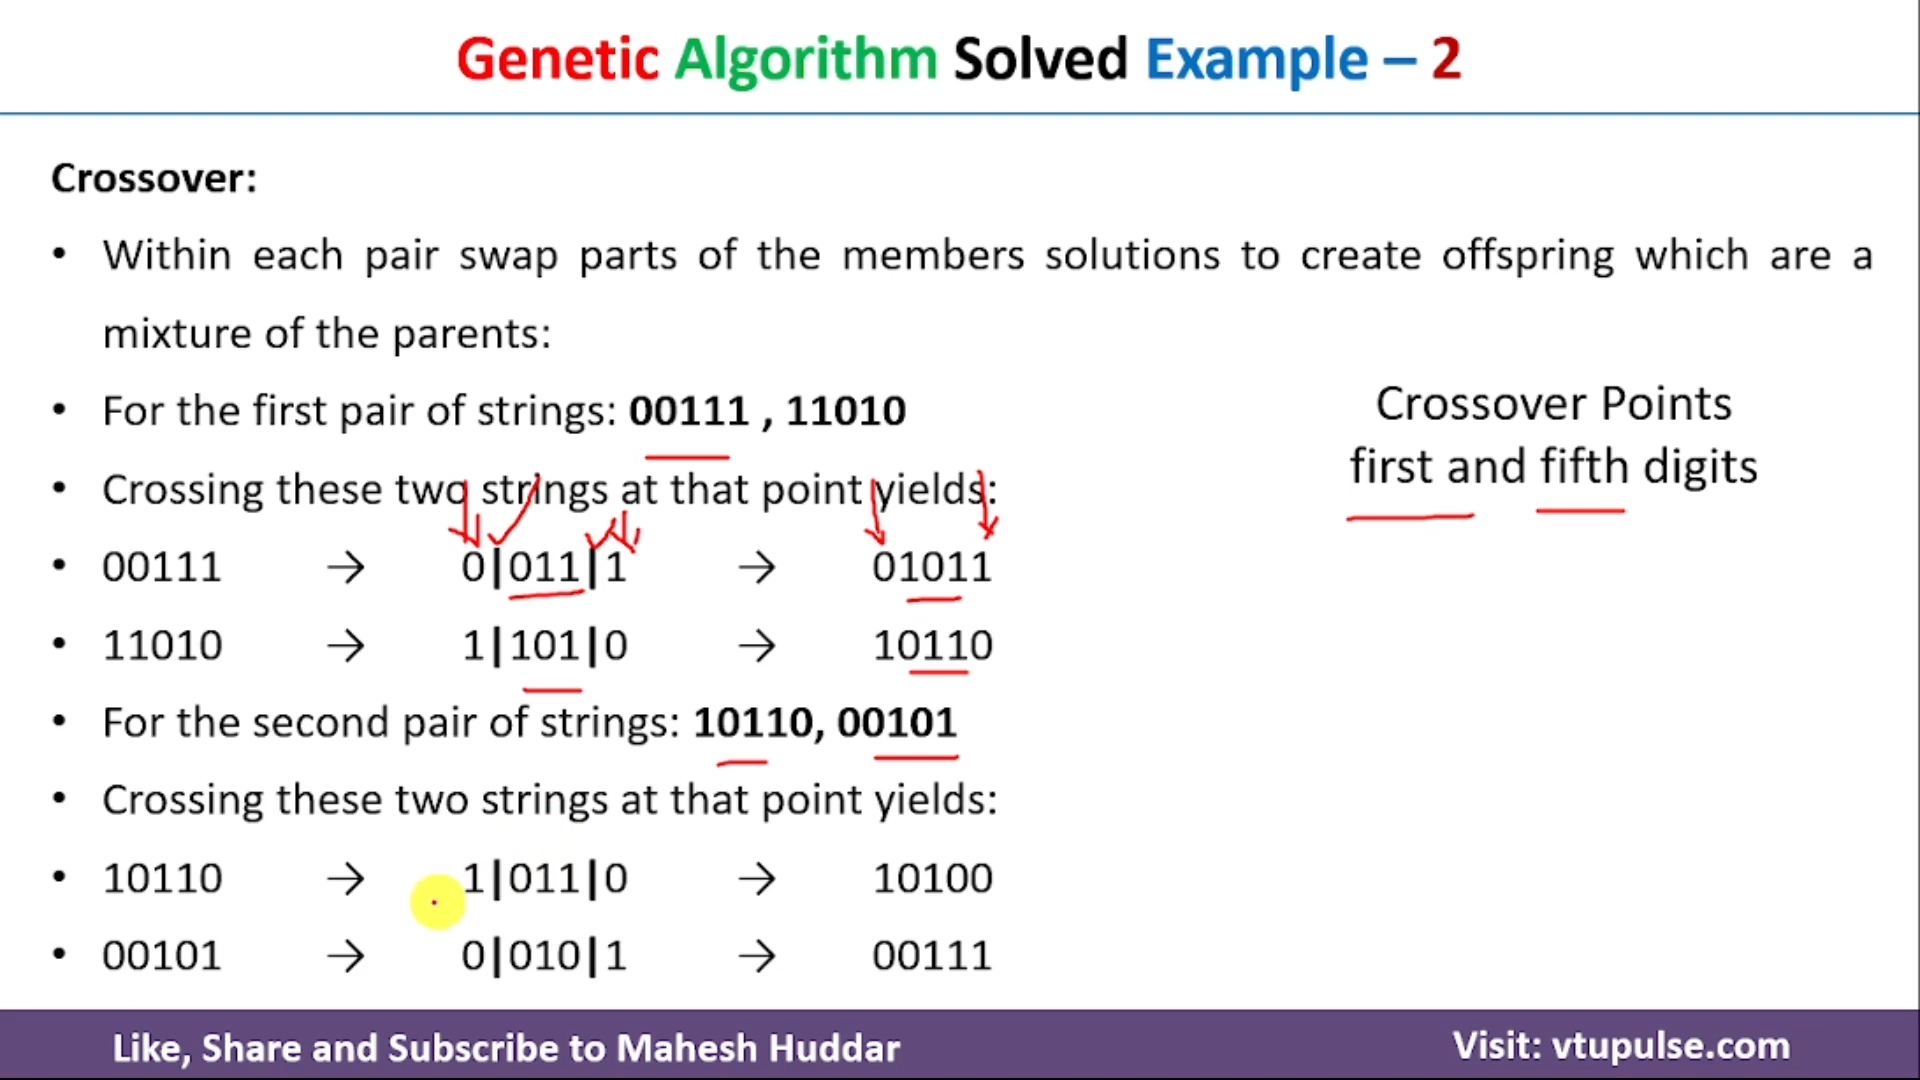 Genetic Algorithm Solved Example – 2
Crossover:
• Within each pair swap parts of the members solutions to create offspring which are a
mixture of the parents:
• For the first pair of strings: 00111 , 11010
Crossover Points
first and fifth digits
• Crossing these two strings at that point yields:
• 00111 → 0|011|1 → 01011
• 11010 → 1|101|0 → 10110
• For the second pair of strings: 10110, 00101
• Crossing these two strings at that point yields:
• 10110 → 1|011|0 → 10100
• 00101 → 0|010|1 → 00111
Like, Share and Subscribe to Mahesh Huddar
Visit: vtupulse.com